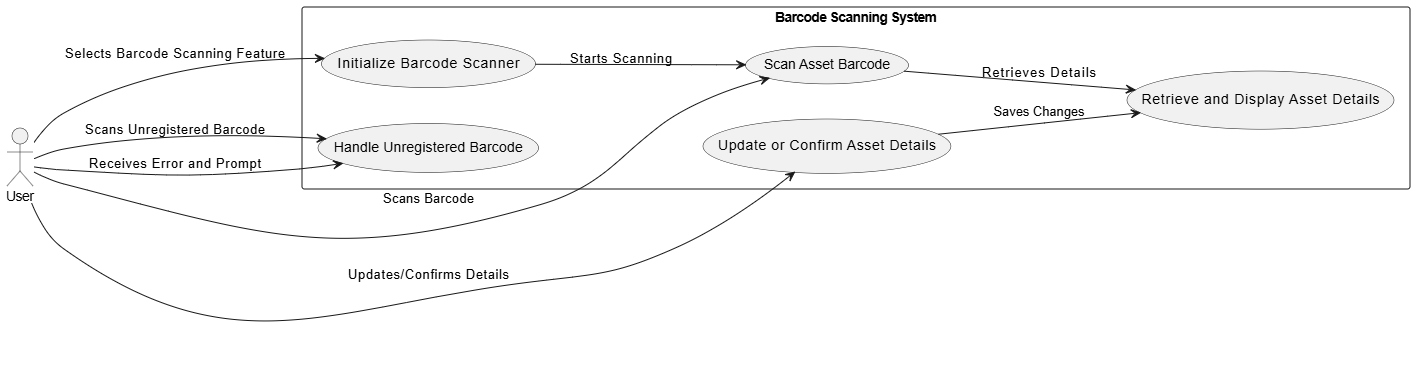 Barcode Scanning System
Selects Barcode Scanning Feature
Initialize Barcode Scanner
Starts Scanning
Scan Asset Barcode
Retrieves Details
Retrieve and Display Asset Details
Saves Changes
Scans Unregistered Barcode
Handle Unregistered Barcode
Update or Confirm Asset Details
Receives Error and Prompt
User
Scans Barcode
Updates/Confirms Details